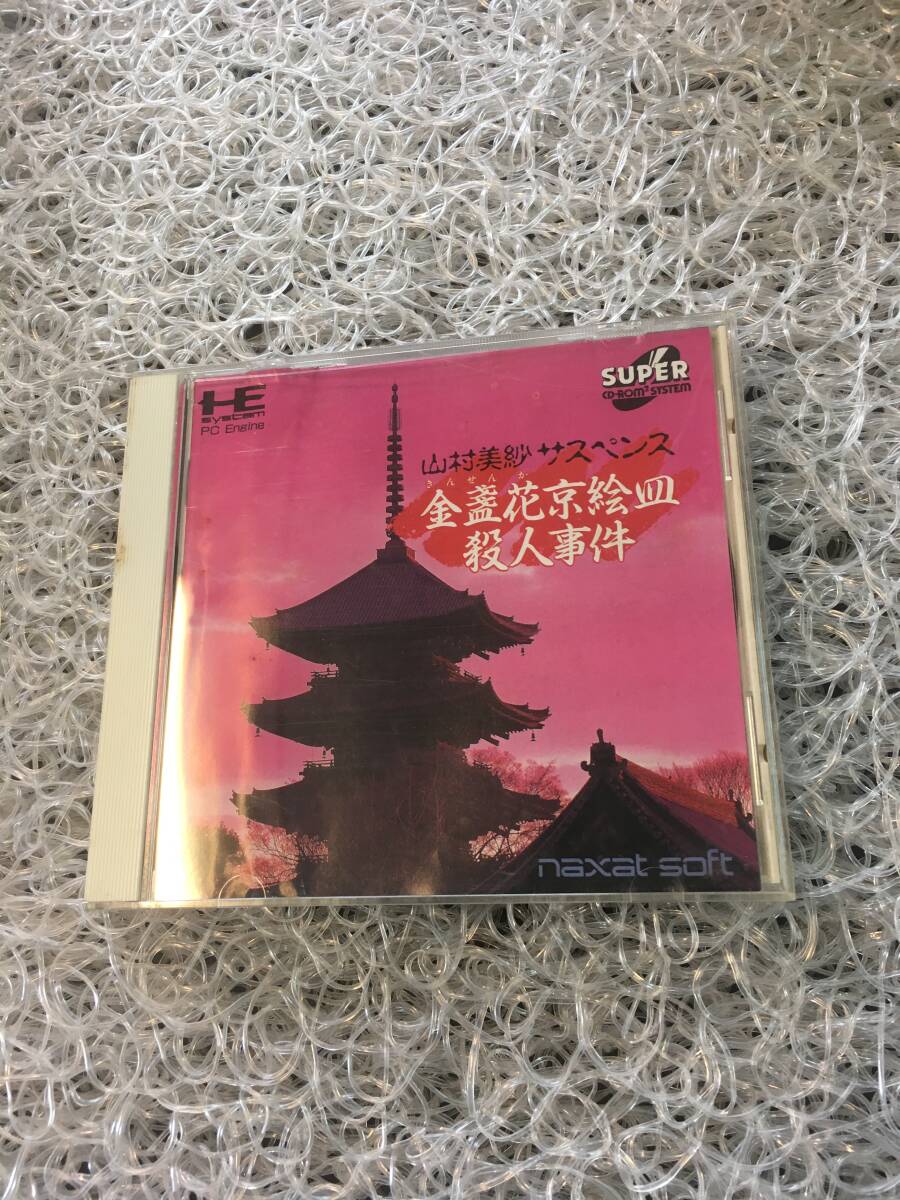 HE
system
PC Engine
SUPER
CD-ROM² SYSTEM
山村美紗サスペンス
きんせんか
金盞花京絵皿
殺人事件
naxat soft